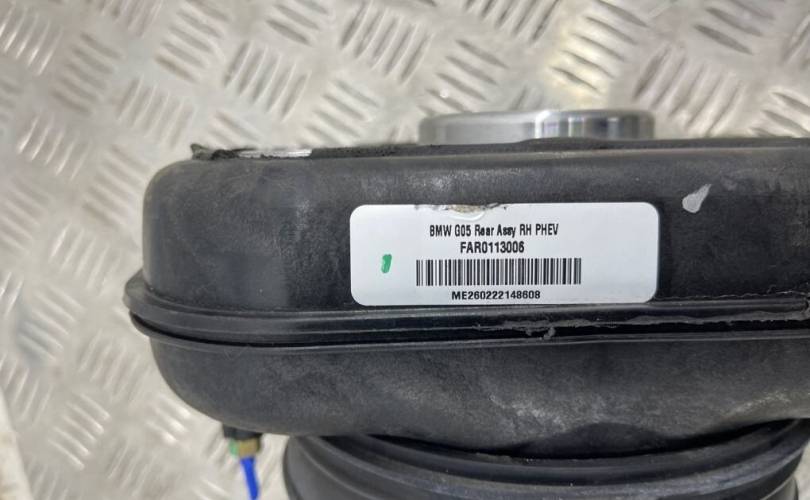 BMW G05 Rear Assy RH PHEV
FAR0113006
ME260222148608